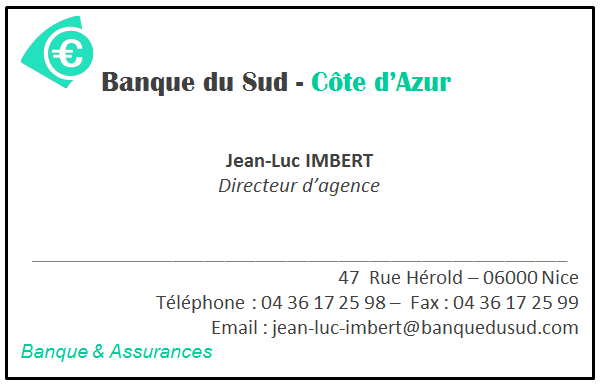 €
Banque du Sud - Côte d’Azur
Jean-Luc IMBERT
Directeur d’agence
47 Rue Hérold – 06000 Nice
Téléphone : 04 36 17 25 98 – Fax : 04 36 17 25 99
Email : jean-luc-imbert@banquedusud.com
Banque & Assurances